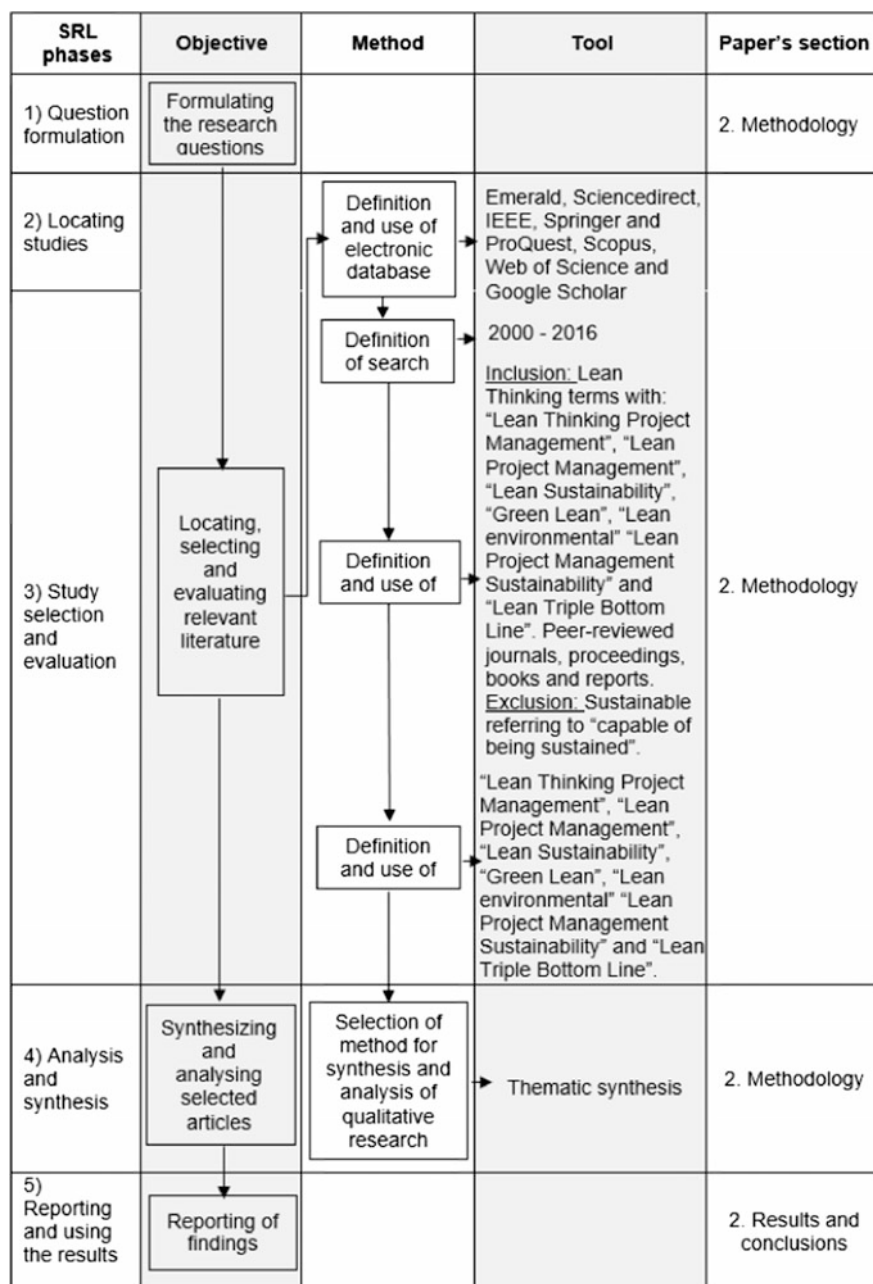 SRL
phases
Objective
Method
Tool
Paper's section
1) Question
formulation
Formulating
the research
questions
2. Methodology
2) Locating
studies
Definition
and use of
electronic
database
Emerald, Sciencedirect,
IEEE, Springer and
ProQuest, Scopus,
Web of Science and
Google Scholar
3) Study
selection
and
evaluation
Locating,
selecting
and
evaluating
relevant
literature
Definition
of search
2000 - 2016
Definition
and use of
Inclusion: Lean
Thinking terms with:
“Lean Thinking Project
Management”, “Lean
Project Management”,
“Lean Sustainability”,
“Green Lean”, “Lean
environmental” “Lean
Project Management
Sustainability” and
“Lean Triple Bottom
Line”. Peer-reviewed
journals, proceedings,
books and reports.
Exclusion: Sustainable
referring to “capable of
being sustained”.
Definition
and use of
“Lean Thinking Project
Management”, “Lean
Project Management”,
“Lean Sustainability”,
“Green Lean”, “Lean
environmental” “Lean
Project Management
Sustainability” and “Lean
Triple Bottom Line”.
2. Methodology
4) Analysis
and
synthesis
Synthesizing
and
analysing
selected
articles
Selection of
method for
synthesis and
analysis of
qualitative
research
Thematic synthesis
2. Methodology
5)
Reporting
and using
the results
Reporting of
findings
2. Results and
conclusions